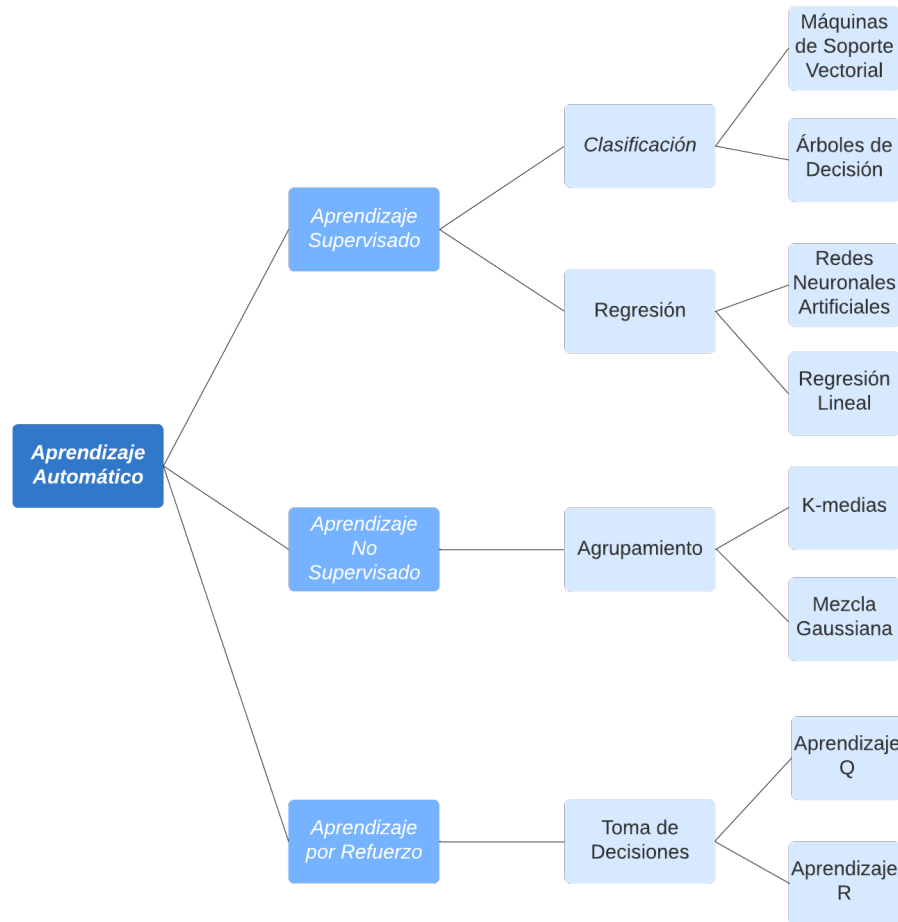 Máquinas
de Soporte
Vectorial
Clasificación
Árboles de
Decisión
Aprendizaje
Supervisado
Redes
Neuronales
Artificiales
Regresión
Regresión
Lineal
Aprendizaje
Automático
K-medias
Aprendizaje
No
Supervisado
Agrupamiento
Mezcla
Gaussiana
Aprendizaje
Q
Aprendizaje
por Refuerzo
Toma de
Decisiones
Aprendizaje
R